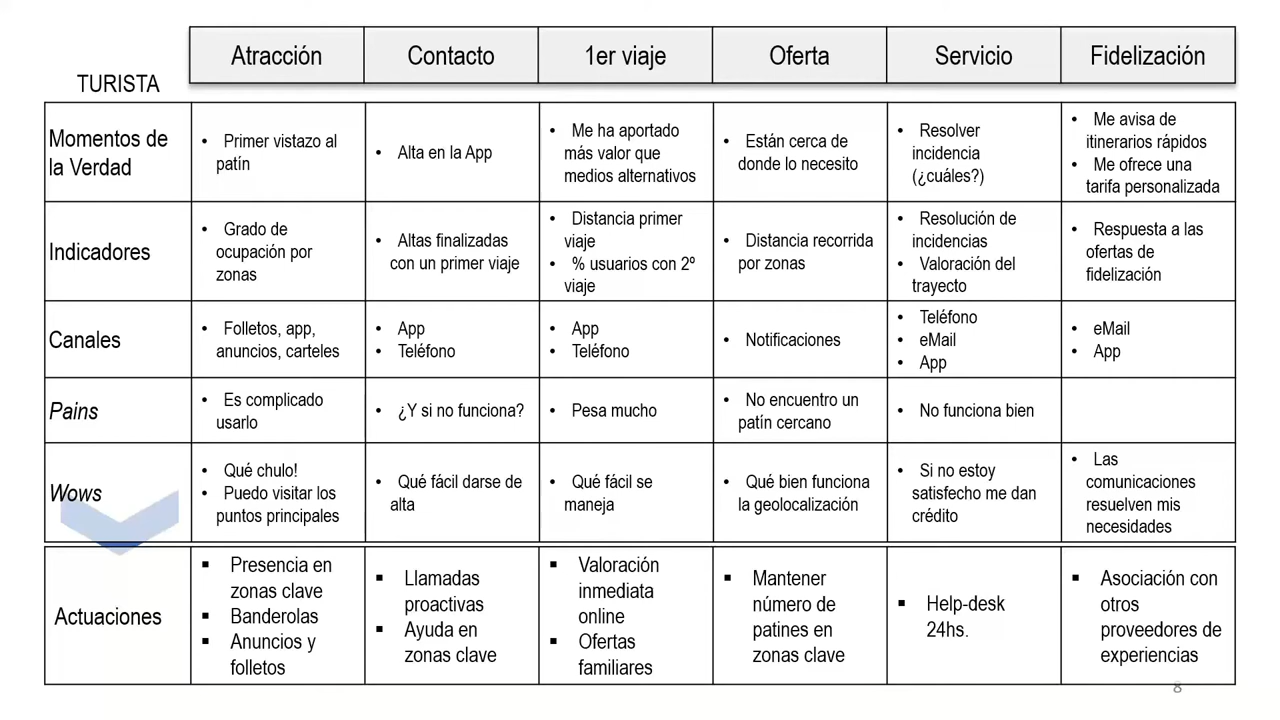 TURISTA
Atracción
Contacto
1er viaje
Oferta
Servicio
Fidelización
Momentos de
la Verdad
• Primer vistazo al
patín
• Alta en la App
• Me ha aportado
más valor que
medios alternativos
• Están cerca de
donde lo necesito
• Resolver
incidencia
(¿cuáles?)
• Me avisa de
itinerarios rápidos
• Me ofrece una
tarifa personalizada
Indicadores
• Grado de
ocupación por
zonas
• Altas finalizadas
con un primer viaje
• Distancia primer
viaje
• % usuarios con 2º
viaje
• Distancia recorrida
por zonas
• Resolución de
incidencias
• Valoración del
trayecto
• Respuesta a las
ofertas de
fidelización
Canales
• Folletos, app,
anuncios, carteles
• App
• Teléfono
• App
• Teléfono
• Notificaciones
• Teléfono
• eMail
• App
• eMail
• App
Pains
• Es complicado
usarlo
• ¿Y si no funciona?
• Pesa mucho
• No encuentro un
patín cercano
• No funciona bien
Wows
• Qué chulo!
• Puedo visitar los
puntos principales
• Qué fácil darse de
alta
• Qué fácil se
maneja
• Qué bien funciona
la geolocalización
• Si no estoy
satisfecho me dan
crédito
• Las
comunicaciones
resuelven mis
necesidades
Actuaciones
▪ Presencia en
zonas clave
▪ Banderolas
▪ Anuncios y
folletos
▪ Llamadas
proactivas
▪ Ayuda en
zonas clave
▪ Valoración
inmediata
online
▪ Ofertas
familiares
▪ Mantener
número de
patines en
zonas clave
▪ Help-desk
24hs.
▪ Asociación con
otros
proveedores de
experiencias
8